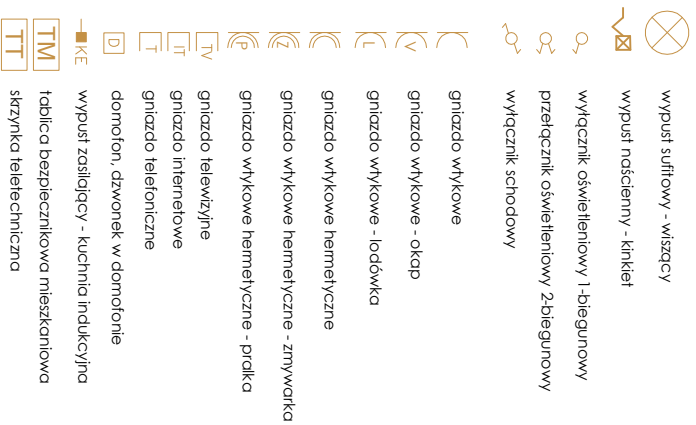 wypust sufitowy - wiszący
wypust naścienny - kinkiet
wyłącznik oświetleniowy 1-biegunowy
przełącznik oświetleniowy 2-biegunowy
wyłącznik schodowy
gniazdo wtykowe
V gniazdo wtykowe - okap
L gniazdo wtykowe - lodówka
gniazdo wtykowe hermetyczne
Z gniazdo wtykowe hermetyczne - zmywarka
P gniazdo wtykowe hermetyczne - pralka
TV gniazdo telewizyjne
IT gniazdo internetowe
T gniazdo telefoniczne
D domofon, dzwonek w domofonie
KE wypust zasilający - kuchnia indukcyjna
TM tablica bezpiecznikowa mieszkaniowa
TT skrzynka teletechniczna